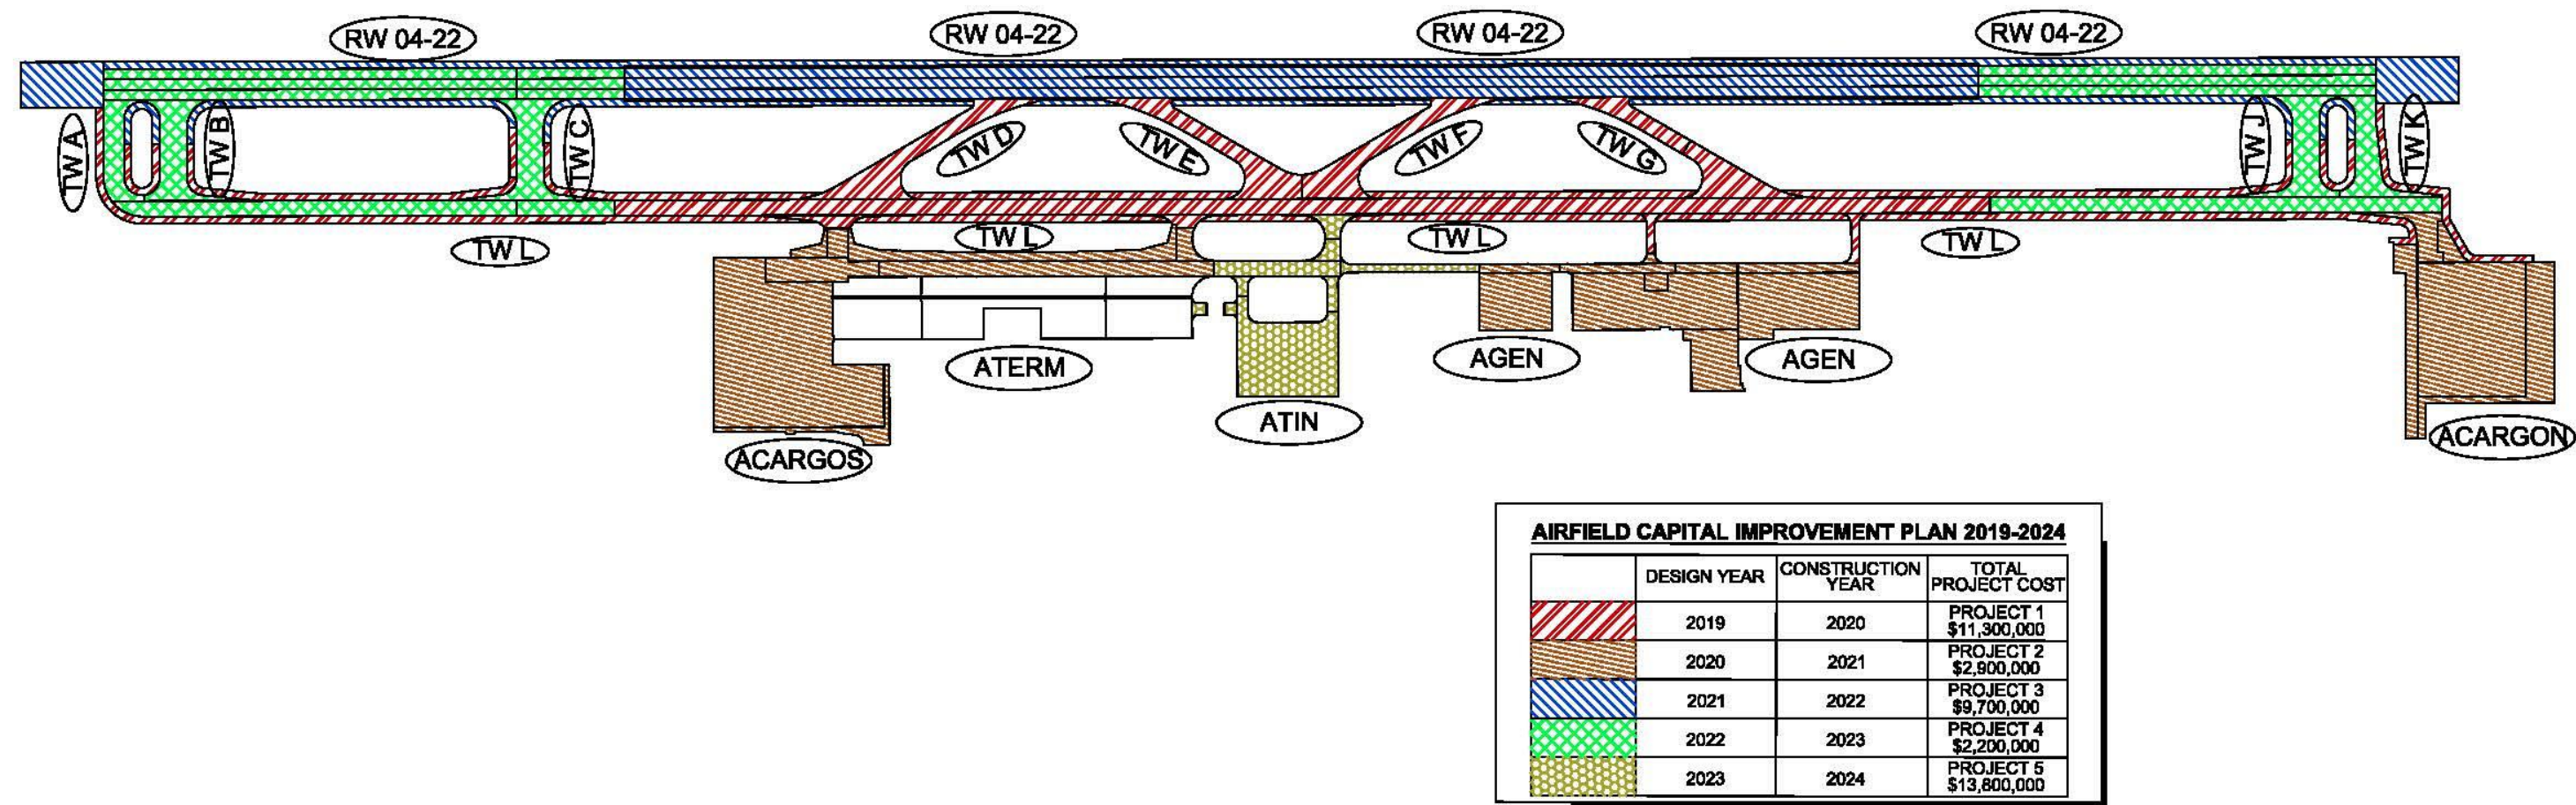 RW 04-22
RW 04-22
RW 04-22
RW 04-22
TW A
TW B
TW C
TW D
TW E
TW F
TW G
TW J
TW K
TW L
TW L
TW L
TW L
ATERM
AGEN
AGEN
ATIN
ACARGOS
ACARGON
AIRFIELD CAPITAL IMPROVEMENT PLAN 2019-2024
DESIGN YEAR
CONSTRUCTION
YEAR
TOTAL
PROJECT COST
2019
2020
PROJECT 1
$11,300,000
2020
2021
PROJECT 2
$2,900,000
2021
2022
PROJECT 3
$9,700,000
2022
2023
PROJECT 4
$2,200,000
2023
2024
PROJECT 5